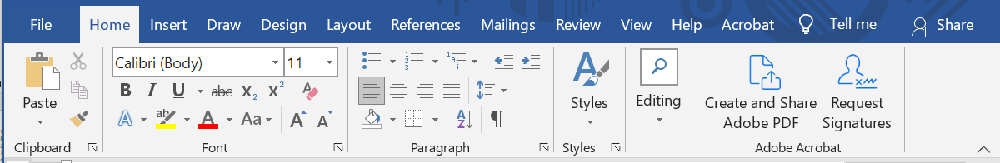 File Home Insert Draw Design Layout References Mailings Review View Help Acrobat Tell me Share
Calibri (Body) 11
B I U abc X₂ X²
Paste
ab A A Aa A A
Styles
Editing
Create and Share
Adobe PDF
Request
Signatures
A
Z
¶
Clipboard Font Paragraph Styles Adobe Acrobat